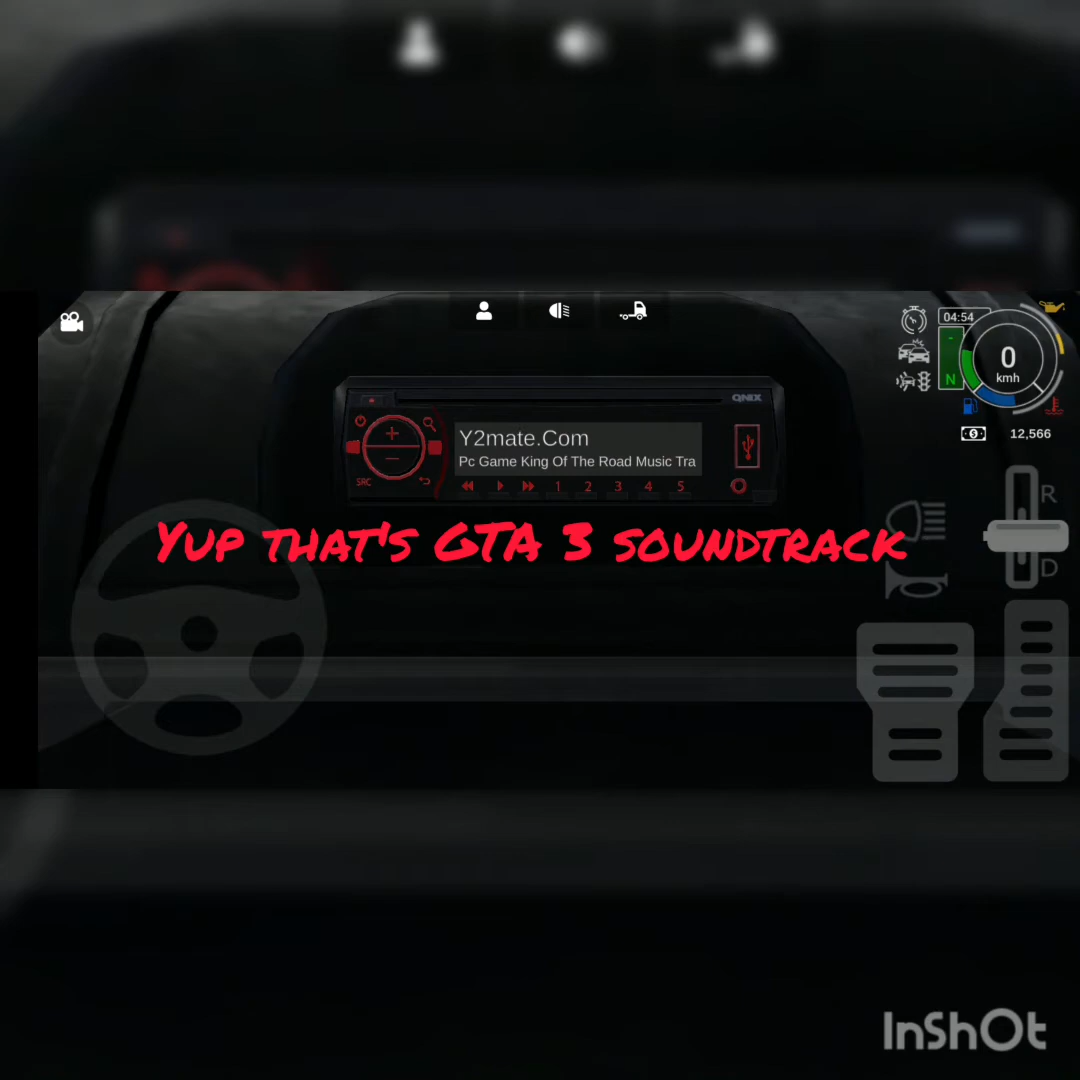 04:54
0
kmh
N
12,566
QNIX
Y2mate.Com
Pc Game King Of The Road Music Tra
SRC
1 2 3 4 5
R
Yup that's GTA 3 soundtrack
D
InShOt